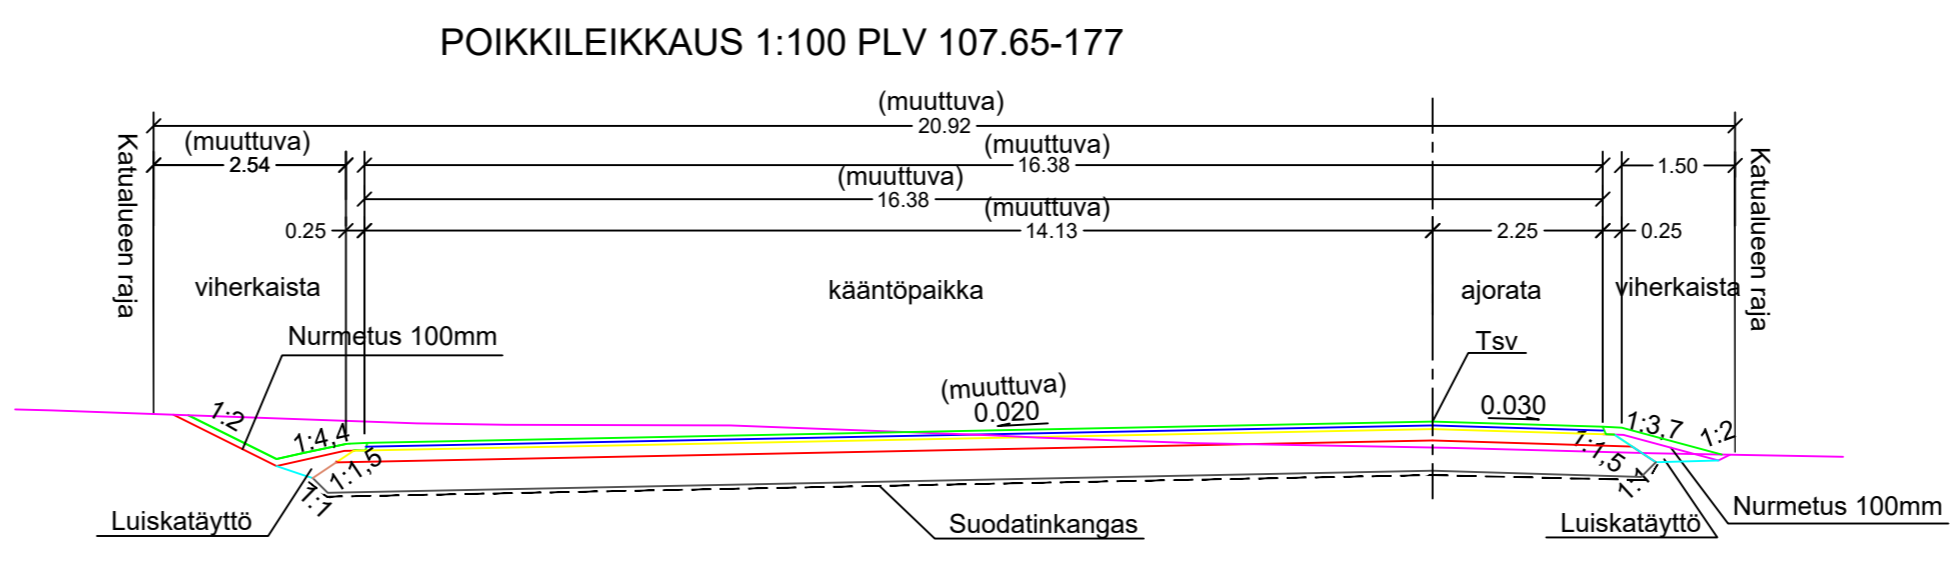 POIKKILEIKKAUS 1:100 PLV 107.65-177
(muuttuva)
20.92
(muuttuva)
2.54
(muuttuva)
16.38
1.50
(muuttuva)
16.38
(muuttuva)
0.25
14.13
2.25
0.25
Katualueen raja
Katualueen raja
viherkaista
kääntöpaikka
ajorata
viherkaista
Nurmetus 100mm
Tsv
(muuttuva)
0.020
0.030
1:2
1:4,4
1:1,5
1:1
1:3,7
1:2
1:1,5
1:1
Luiskatäyttö
Suodatinkangas
Luiskatäyttö
Nurmetus 100mm